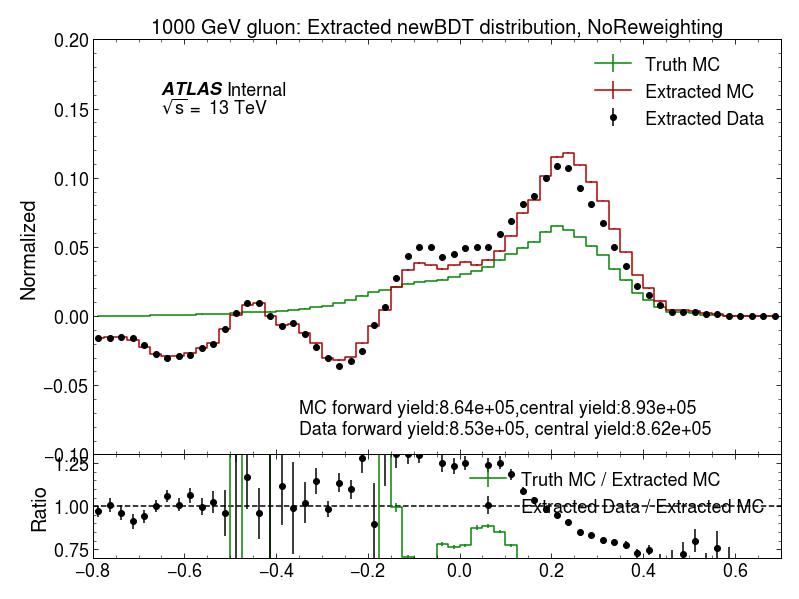 1000 GeV gluon: Extracted newBDT distribution, NoReweighting
0.20
0.15
0.10
0.05
0.00
−0.05
−0.10
Normalized
ATLAS Internal
√s = 13 TeV
Truth MC
Extracted MC
Extracted Data
MC forward yield:8.64e+05,central yield:8.93e+05
Data forward yield:8.53e+05, central yield:8.62e+05
1.25
1.00
0.75
Ratio
Truth MC / Extracted MC
Extracted Data / Extracted MC
−0.8 −0.6 −0.4 −0.2 0.0 0.2 0.4 0.6